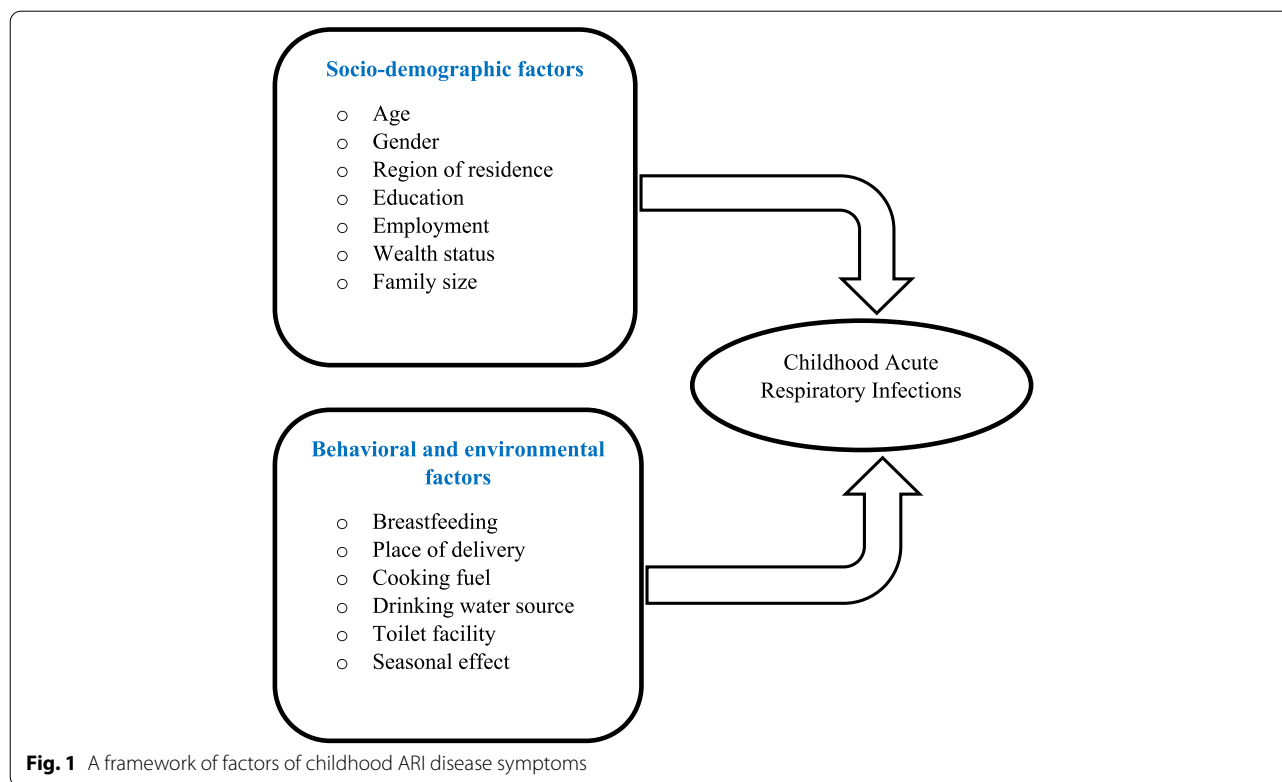 Socio-demographic factors
o Age
o Gender
o Region of residence
o Education
o Employment
o Wealth status
o Family size
Childhood Acute
Respiratory Infections
Behavioral and environmental
factors
o Breastfeeding
o Place of delivery
o Cooking fuel
o Drinking water source
o Toilet facility
o Seasonal effect
Fig. 1 A framework of factors of childhood ARI disease symptoms